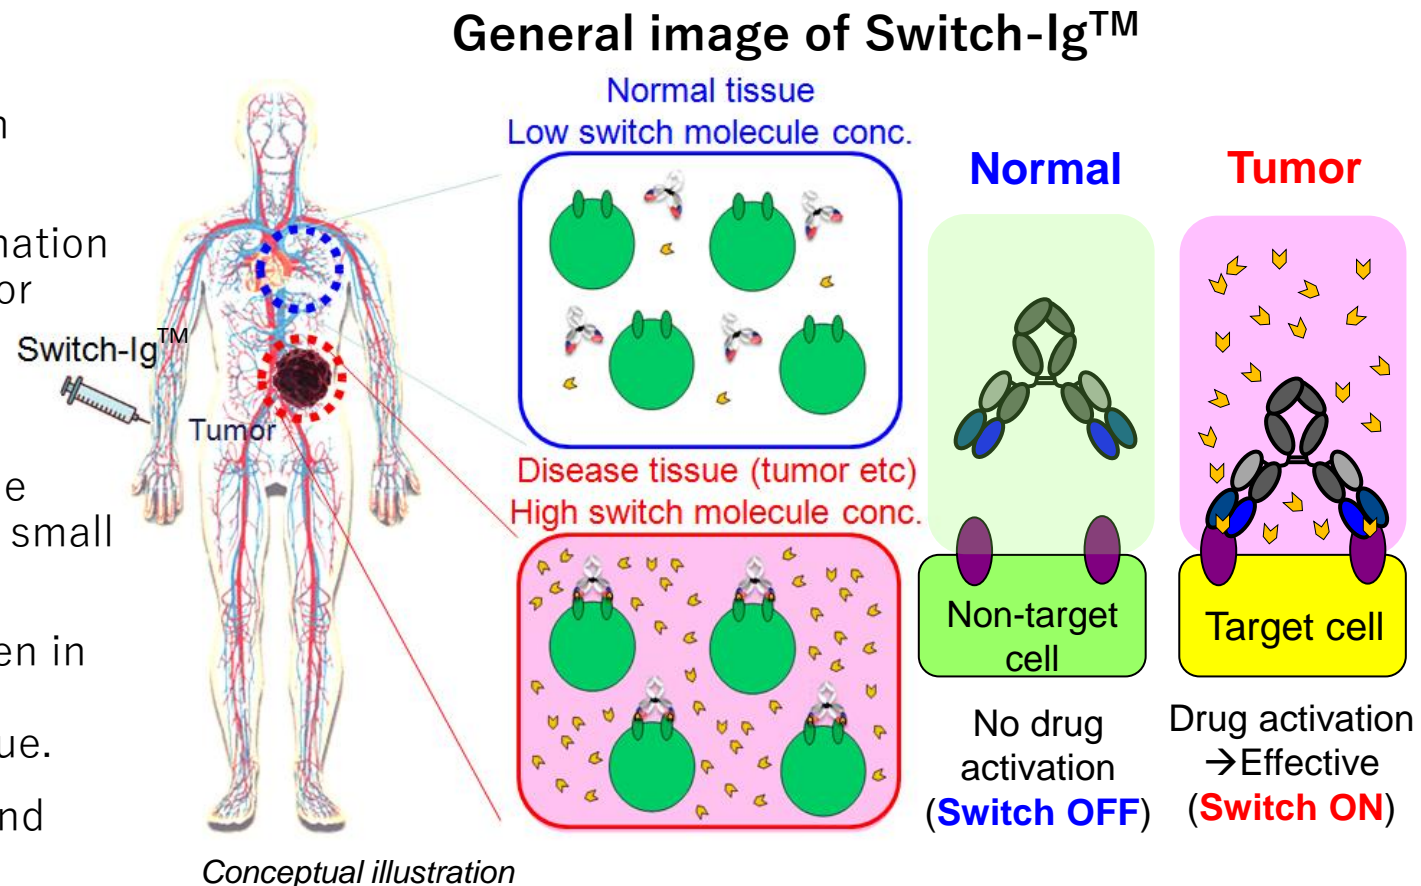 General image of Switch-Ig™
or
e
small
en in
ue.
nd
Switch-Ig™
Tumor
Conceptual illustration
Normal tissue
Low switch molecule conc.
Disease tissue (tumor etc)
High switch molecule conc.
Normal
Non-target
cell
No drug
activation
(Switch OFF)
Tumor
Target cell
Drug activation
→Effective
(Switch ON)